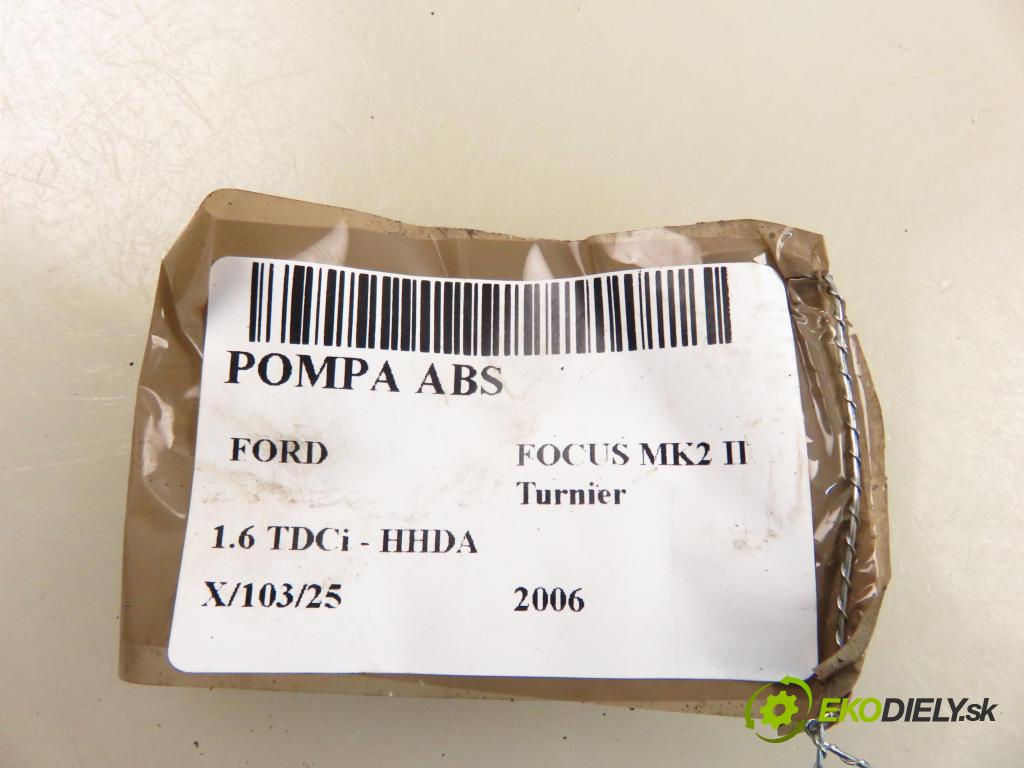 POMPA ABS
FORD
FOCUS MK2 II
Turnier
1.6 TDCi - HHDA
X/103/25
2006
EKODIELY.sk